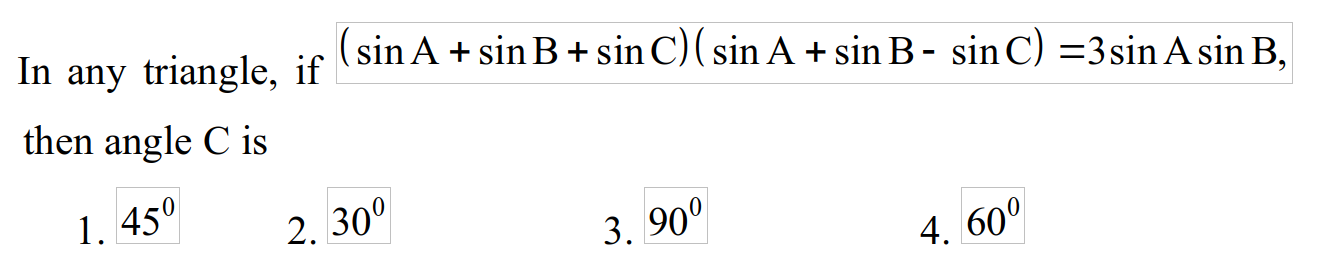 In any triangle, if (sin A + sin B + sin C)( sin A + sin B - sin C) =3sin A sin B,
then angle C is
1. 45⁰ 2. 30⁰ 3. 90⁰ 4. 60⁰